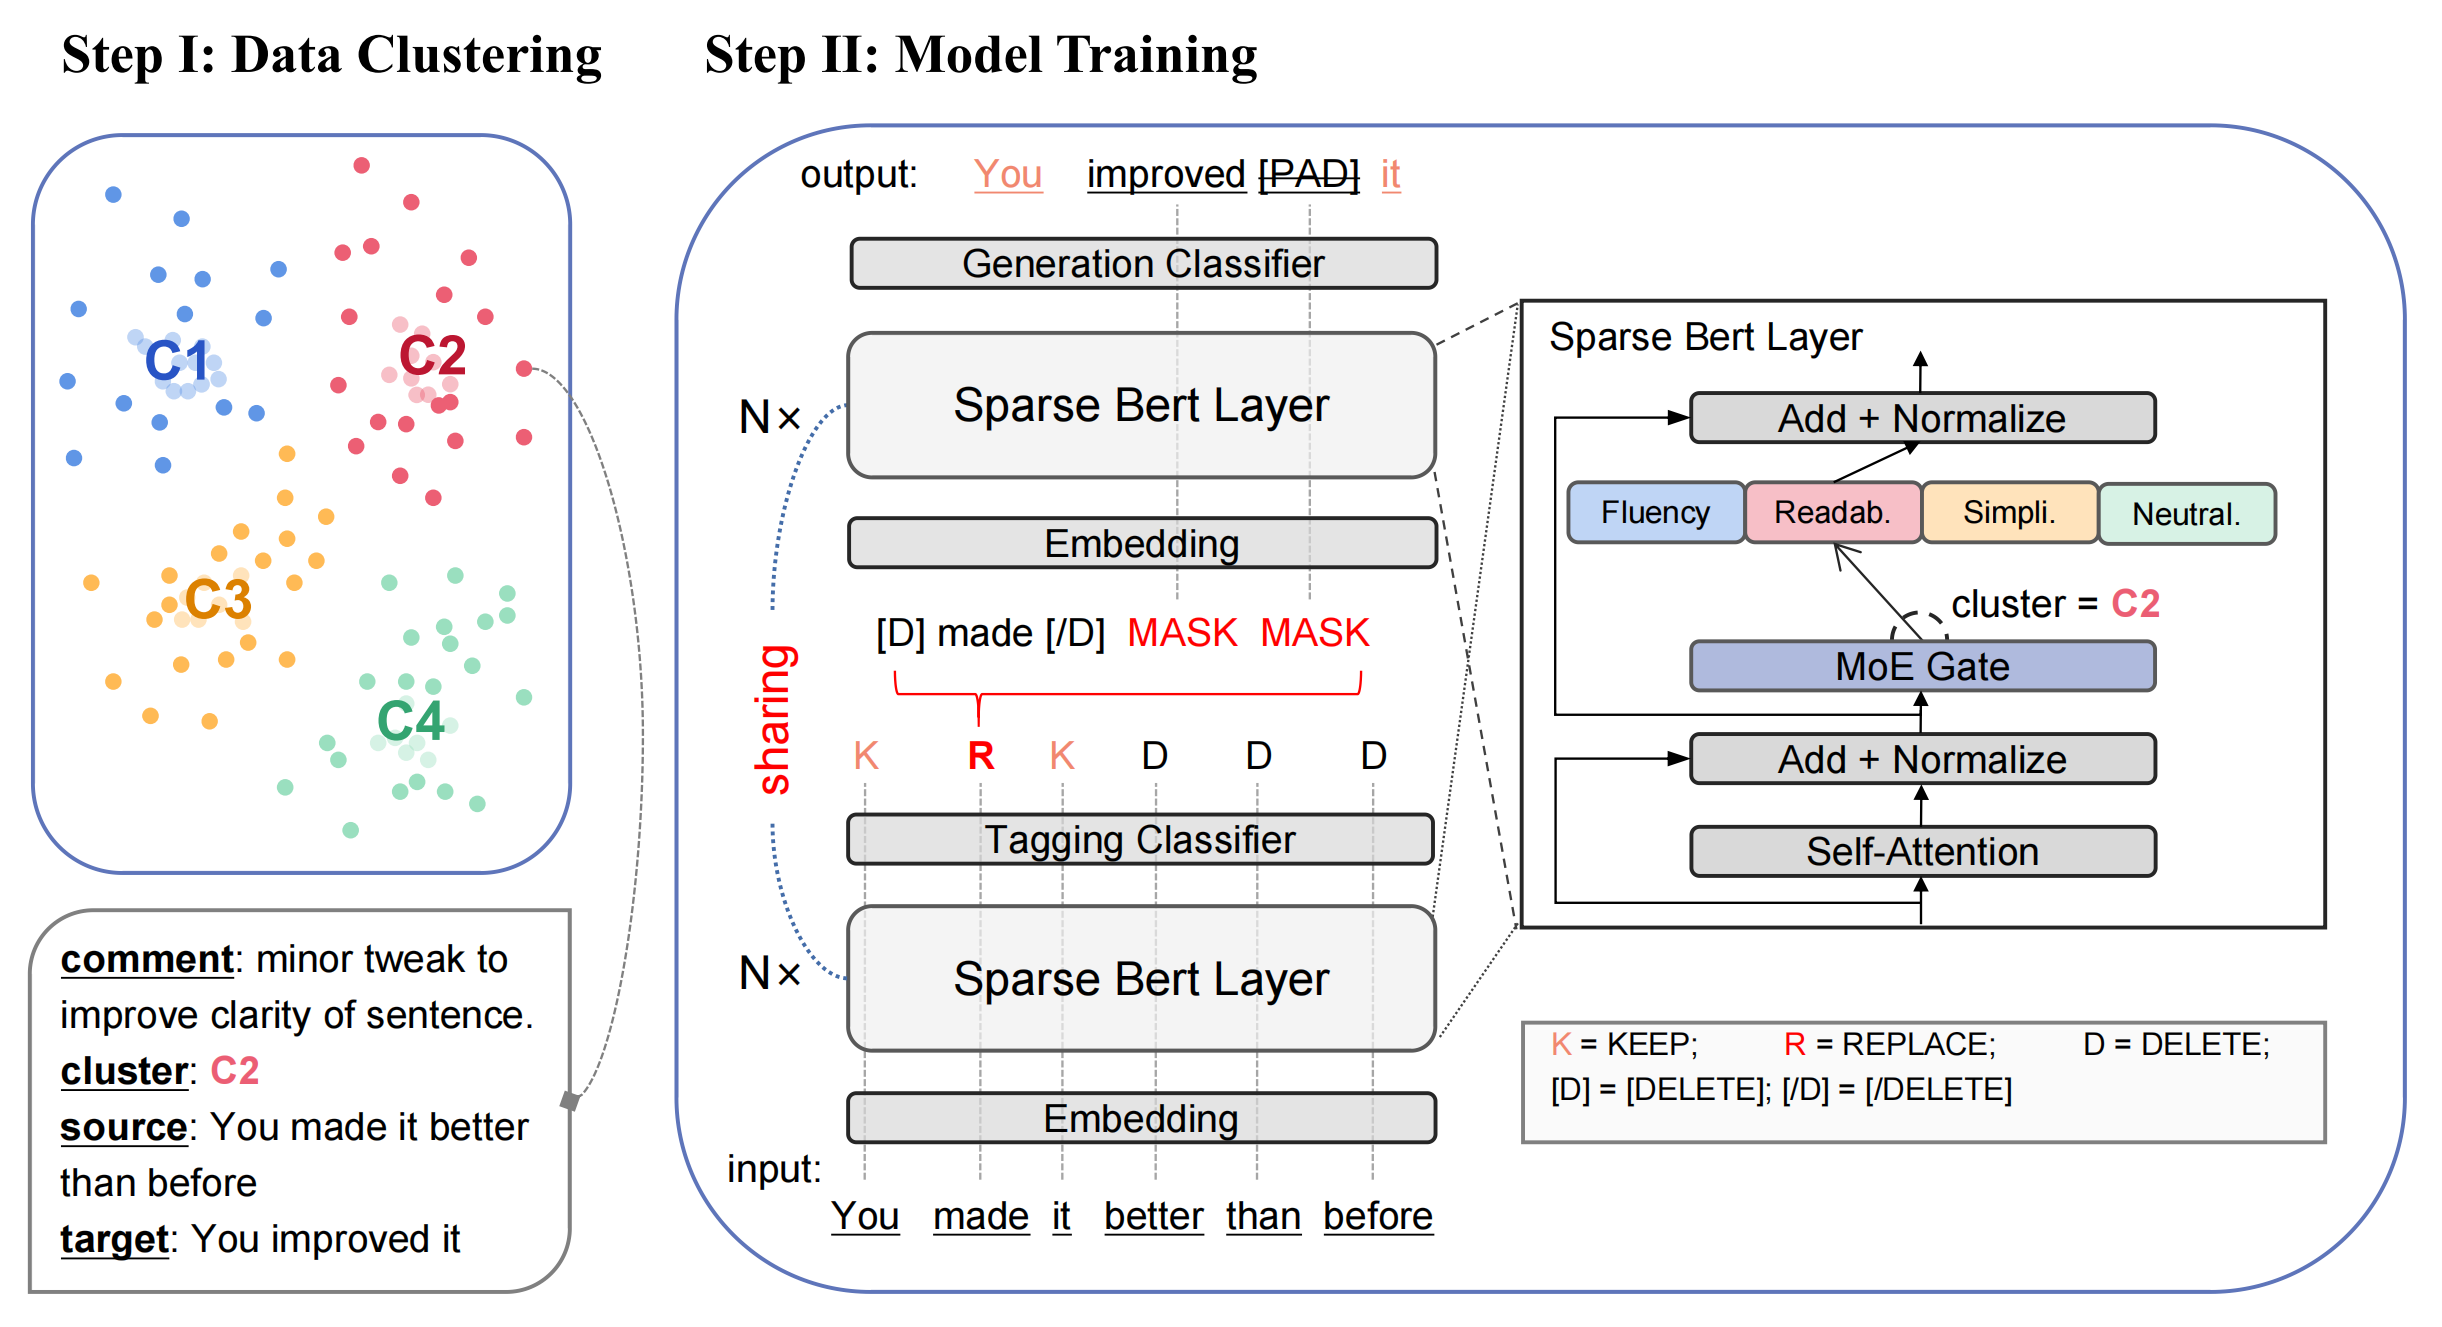 Step I: Data Clustering
C1
C2
C3
C4
comment: minor tweak to
improve clarity of sentence.
cluster: C2
source: You made it better
than before
target: You improved it
Step II: Model Training
output: You improved [PAD] it
Generation Classifier
N× Sparse Bert Layer
Embedding
[D] made [/D] MASK MASK
sharing
K R K D D D
Tagging Classifier
N× Sparse Bert Layer
Embedding
input:
You made it better than before
Sparse Bert Layer
Add + Normalize
Fluency Readab. Simpli. Neutral.
cluster = C2
MoE Gate
Add + Normalize
Self-Attention
K = KEEP; R = REPLACE; D = DELETE;
[D] = [DELETE]; [/D] = [/DELETE]